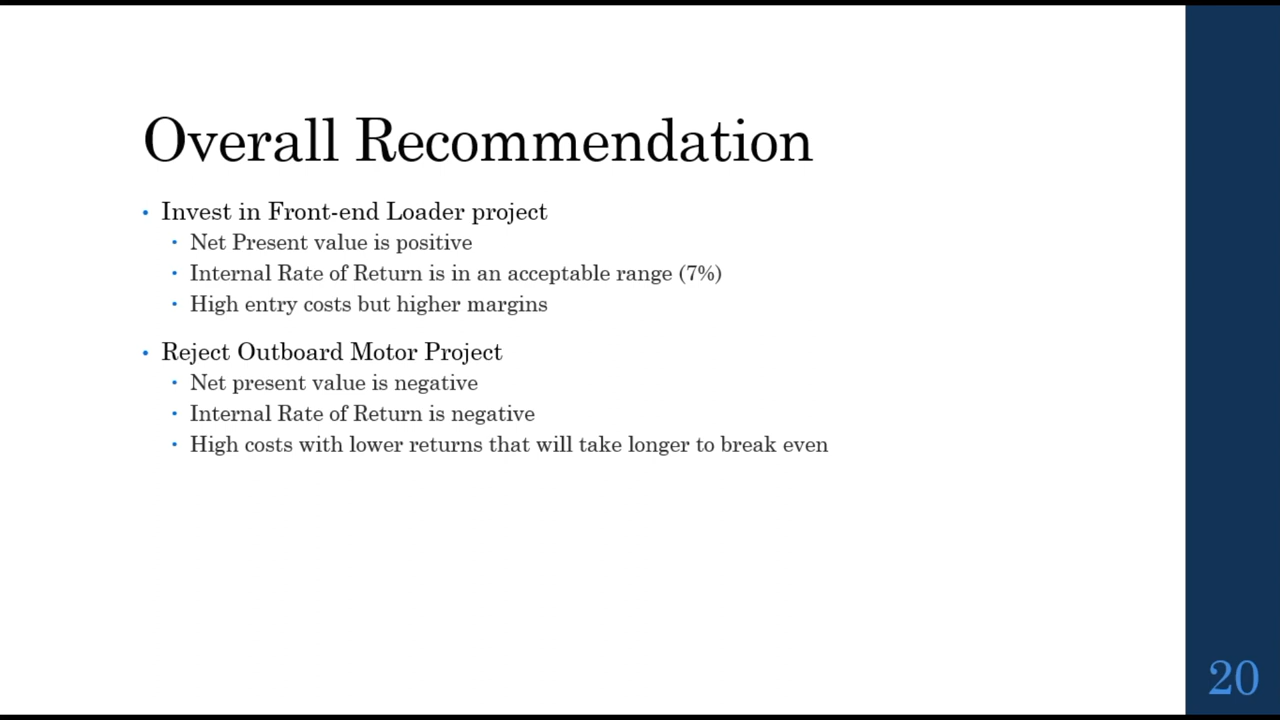 Overall Recommendation
• Invest in Front-end Loader project
• Net Present value is positive
• Internal Rate of Return is in an acceptable range (7%)
• High entry costs but higher margins
• Reject Outboard Motor Project
• Net present value is negative
• Internal Rate of Return is negative
• High costs with lower returns that will take longer to break even
20